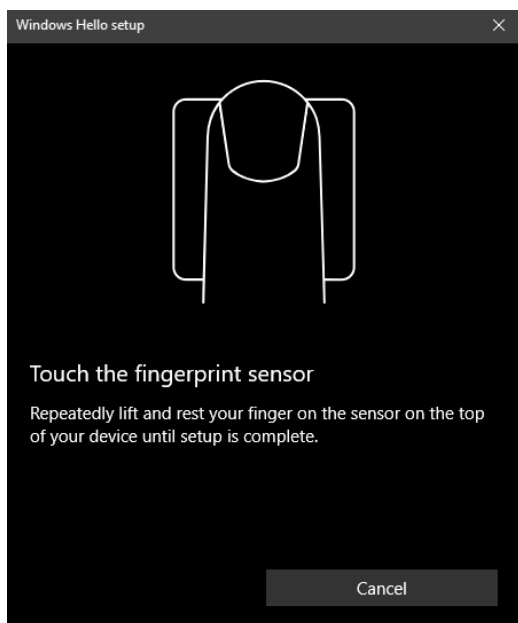 Windows Hello setup
Touch the fingerprint sensor
Repeatedly lift and rest your finger on the sensor on the top
of your device until setup is complete.
Cancel